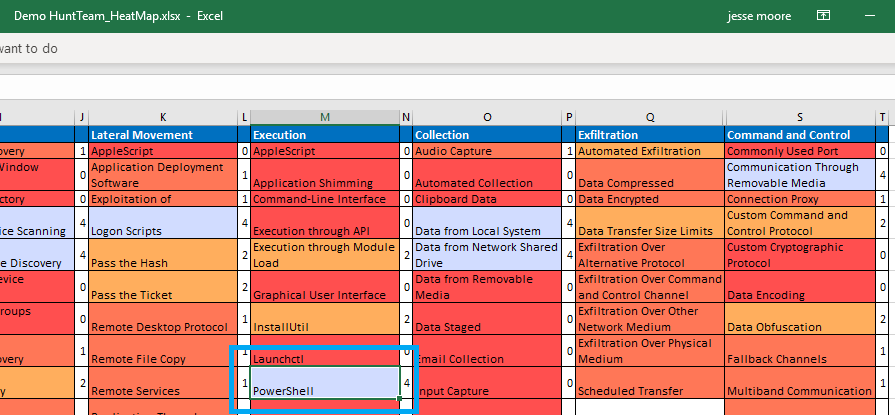 Demo HuntTeam_HeatMap.xlsx - Excel jesse moore
want to do
J K L M N O P Q S T
Lateral Movement Execution Collection Exfiltration Command and Control
overy 1 AppleScript 0 AppleScript 0 Audio Capture 1 Automated Exfiltration Commonly Used Port 0
Window Application Deployment Communication Through
0 Software 1 Application Shimming 0 Automated Collection 0 Data Compressed Removable Media 4
ctory 0 Exploitation of 1 Command-Line Interface 0 Clipboard Data 0 Data Encrypted Connection Proxy 1
Custom Command and
ice Scanning 4 Logon Scripts 4 Execution through API 0 Data from Local System 4 Data Transfer Size Limits Control Protocol 2
Execution through Module Data from Network Shared Exfiltration Over Custom Cryptographic
e Discovery 4 Pass the Hash 2 Load 2 Drive 4 Alternative Protocol Protocol 0
evice Data from Removable Exfiltration Over Command
0 Pass the Ticket 2 Graphical User Interface 0 Media 0 and Control Channel Data Encoding 0
roups Exfiltration Over Other
0 Remote Desktop Protocol 1 InstallUtil 2 Data Staged 0 Network Medium Data Obfuscation 2
Exfiltration Over Physical
overy 1 Remote File Copy 1 Launchctl 0 Email Collection 0 Medium Fallback Channels 1
y 2 Remote Services 1 PowerShell 4 Input Capture 0 Scheduled Transfer Multiband Communication 1